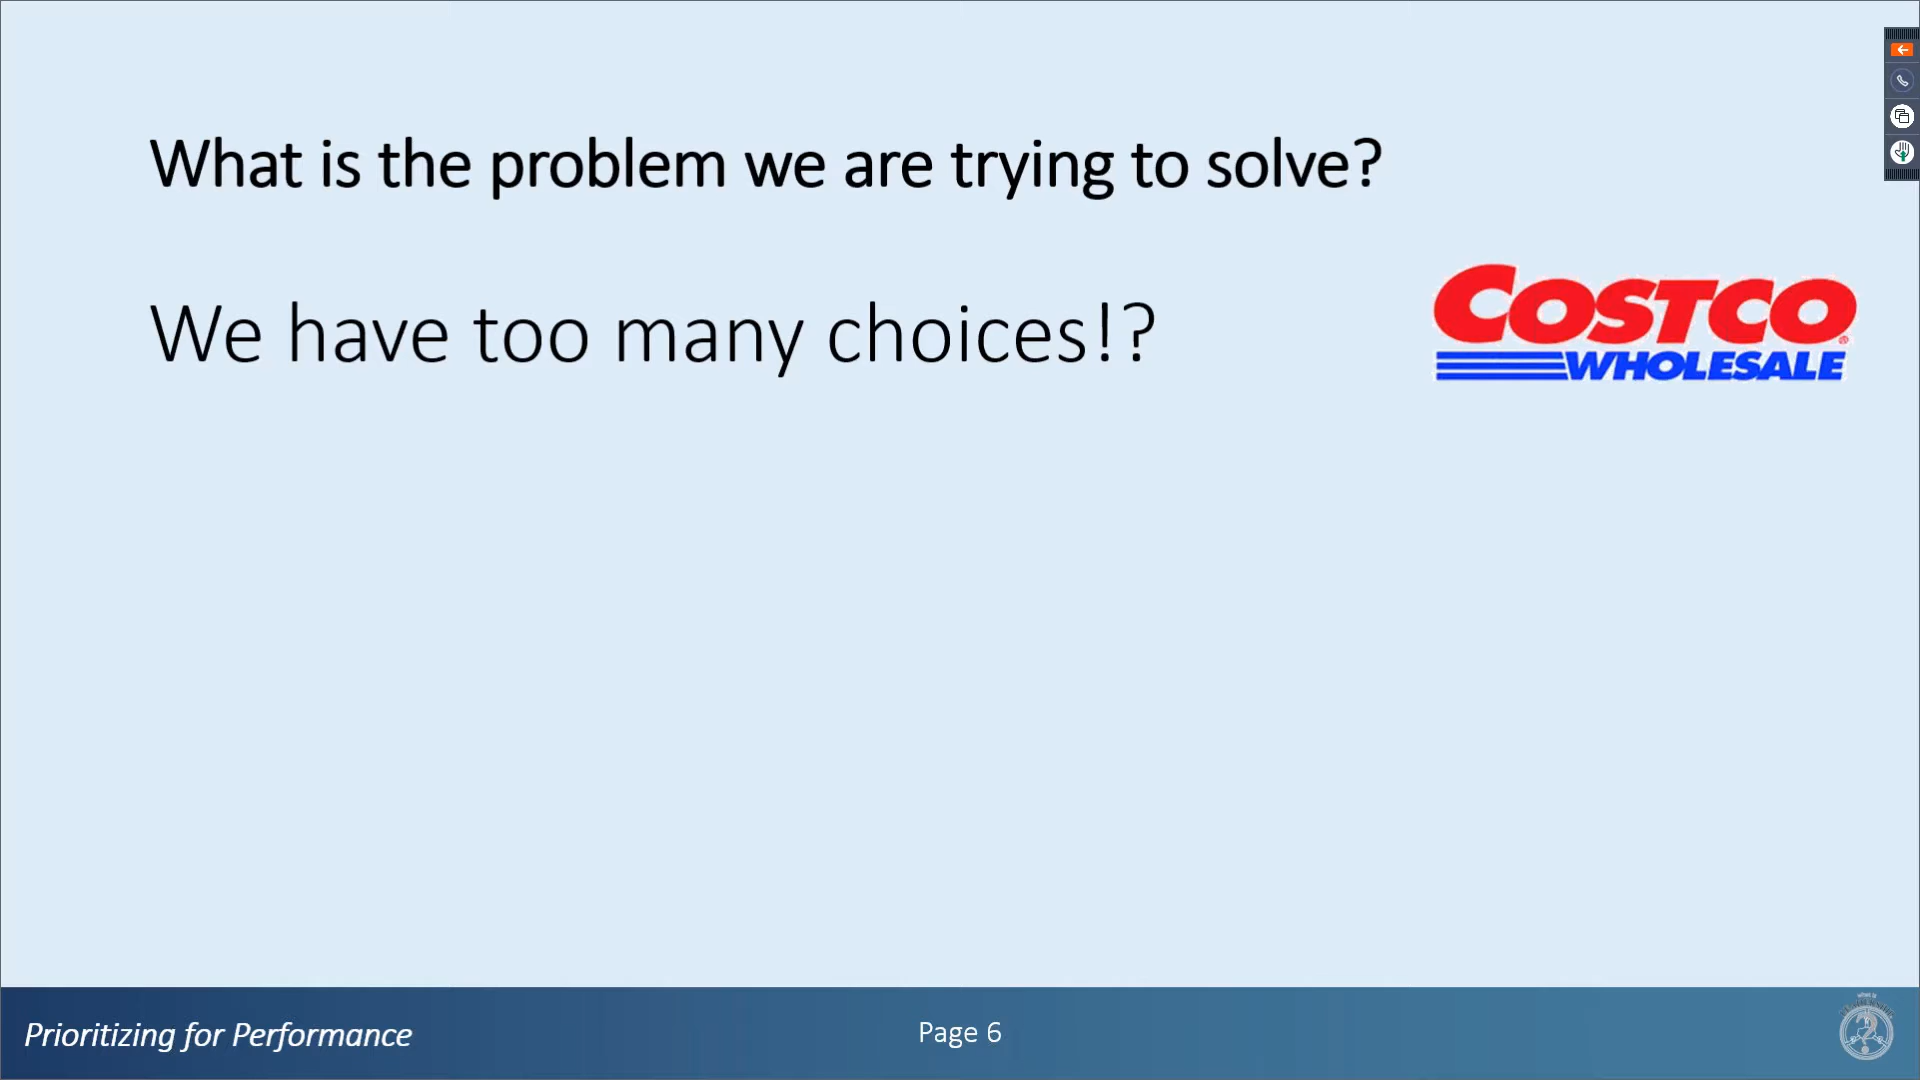 What is the problem we are trying to solve?
We have too many choices!?
COSTCO
WHOLESALE
Prioritizing for Performance
Page 6